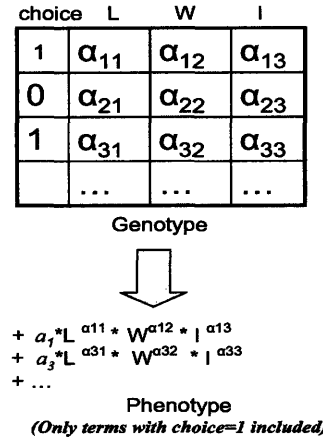 choice L W I
1 α11 α12 α13
0 α21 α22 α23
1 α31 α32 α33
... ... ...
Genotype
+ a1*L α11 * Wα12 * I α13
+ a3*L α31 * Wα32 * I α33
+ ...
Phenotype
(Only terms with choice=1 included)